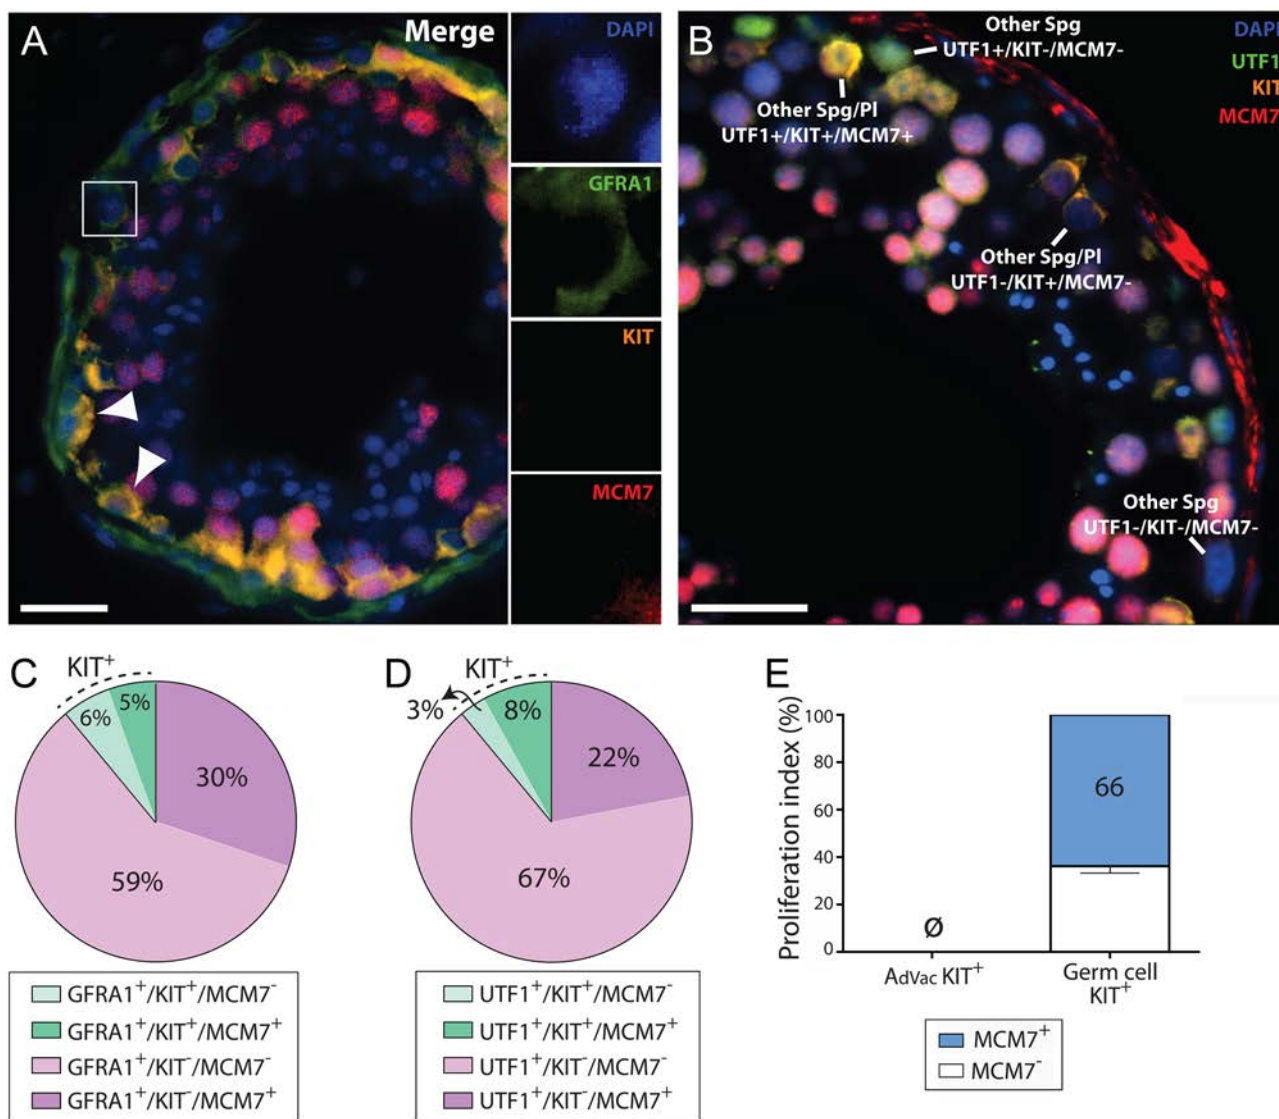 A
Merge
DAPI
GFRA1
KIT
MCM7
B
DAPI
UTF1
KIT
MCM7
Other Spg
UTF1+/KIT-/MCM7-
Other Spg/Pl
UTF1+/KIT+/MCM7+
Other Spg/Pl
UTF1-/KIT+/MCM7-
Other Spg
UTF1-/KIT-/MCM7-
C
KIT⁺
6%
5%
30%
59%
GFRA1⁺/KIT⁺/MCM7⁻
GFRA1⁺/KIT⁺/MCM7⁺
GFRA1⁺/KIT⁻/MCM7⁻
GFRA1⁺/KIT⁻/MCM7⁺
D
KIT⁺
3%
8%
22%
67%
UTF1⁺/KIT⁺/MCM7⁻
UTF1⁺/KIT⁺/MCM7⁺
UTF1⁺/KIT⁻/MCM7⁻
UTF1⁺/KIT⁻/MCM7⁺
E
Proliferation index (%)
100
80
60
40
20
0
Ø
66
AdVac KIT⁺
Germ cell
KIT⁺
MCM7⁺
MCM7⁻